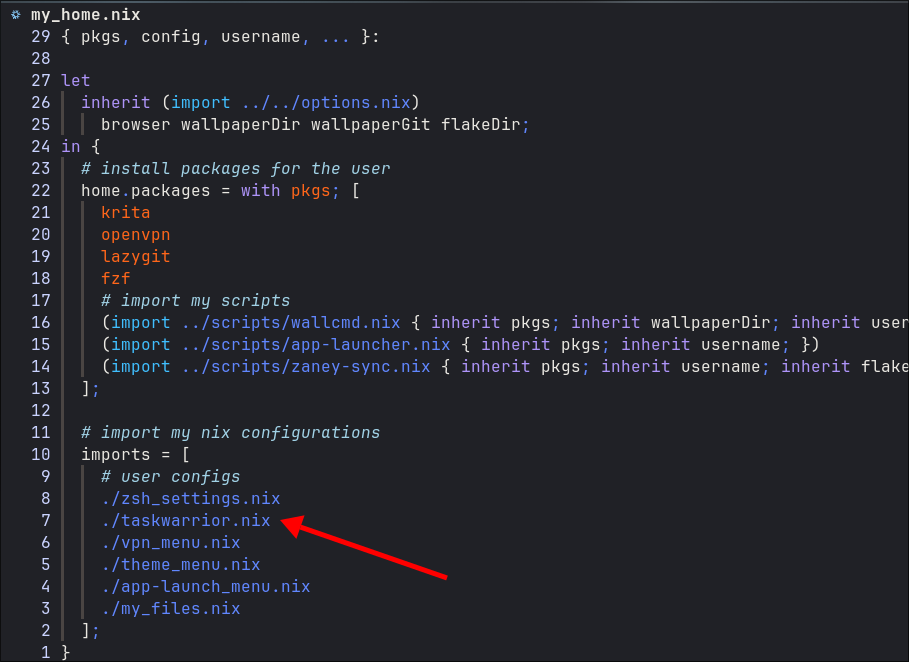 my_home.nix
29 { pkgs, config, username, ... }:
28
27 let
26   inherit (import ../../options.nix)
25     browser wallpaperDir wallpaperGit flakeDir;
24 in {
23   # install packages for the user
22   home.packages = with pkgs; [
21     krita
20     openvpn
19     lazygit
18     fzf
17     # import my scripts
16     (import ../scripts/wallcmd.nix { inherit pkgs; inherit wallpaperDir; inherit user
15     (import ../scripts/app-launcher.nix { inherit pkgs; inherit username; })
14     (import ../scripts/zaney-sync.nix { inherit pkgs; inherit username; inherit flake
13   ];
12
11   # import my nix configurations
10   imports = [
9     # user configs
8     ./zsh_settings.nix
7     ./taskwarrior.nix
6     ./vpn_menu.nix
5     ./theme_menu.nix
4     ./app-launch_menu.nix
3     ./my_files.nix
2   ];
1 }